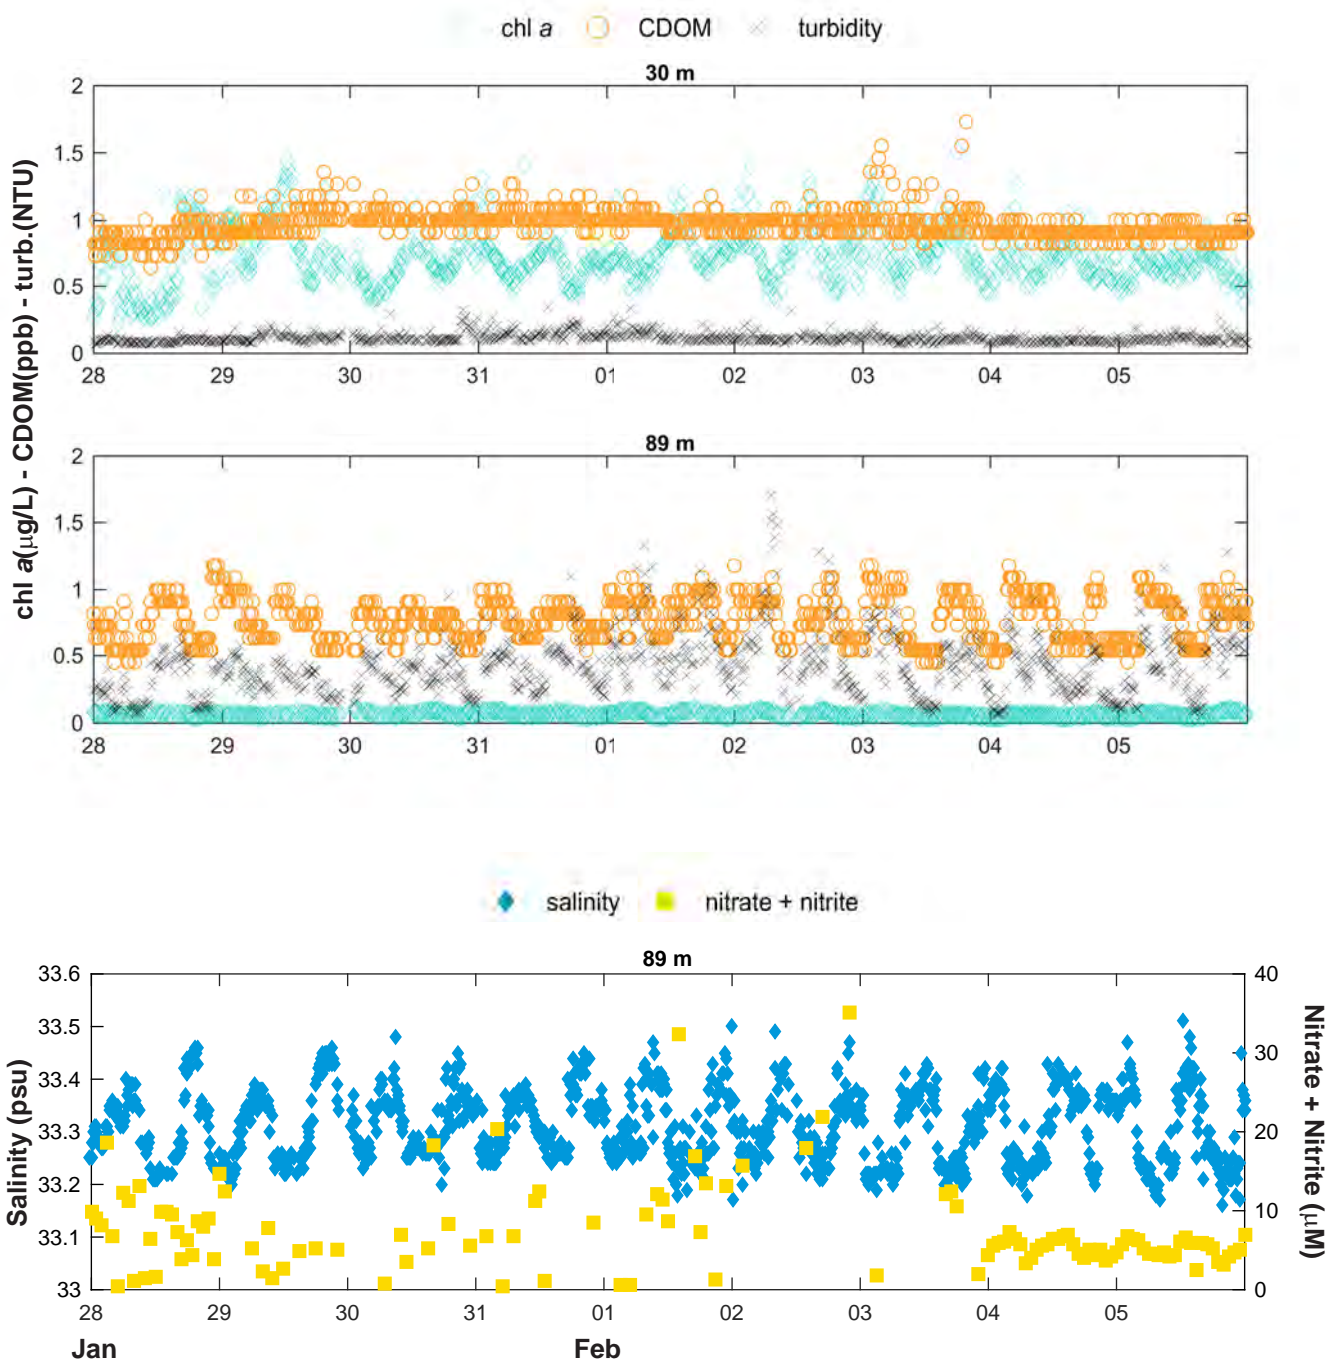 chl a CDOM turbidity
30 m
2
1.5
1
0.5
0
28 29 30 31 01 02 03 04 05
chl a(μg/L) - CDOM(ppb) - turb.(NTU)
89 m
2
1.5
1
0.5
0
28 29 30 31 01 02 03 04 05
salinity nitrate + nitrite
89 m
33.6 40
33.5
33.4 30
33.3 20
33.2
33.1 10
33 0
Salinity (psu)
Nitrate + Nitrite (μM)
28 29 30 31 01 02 03 04 05
Jan Feb